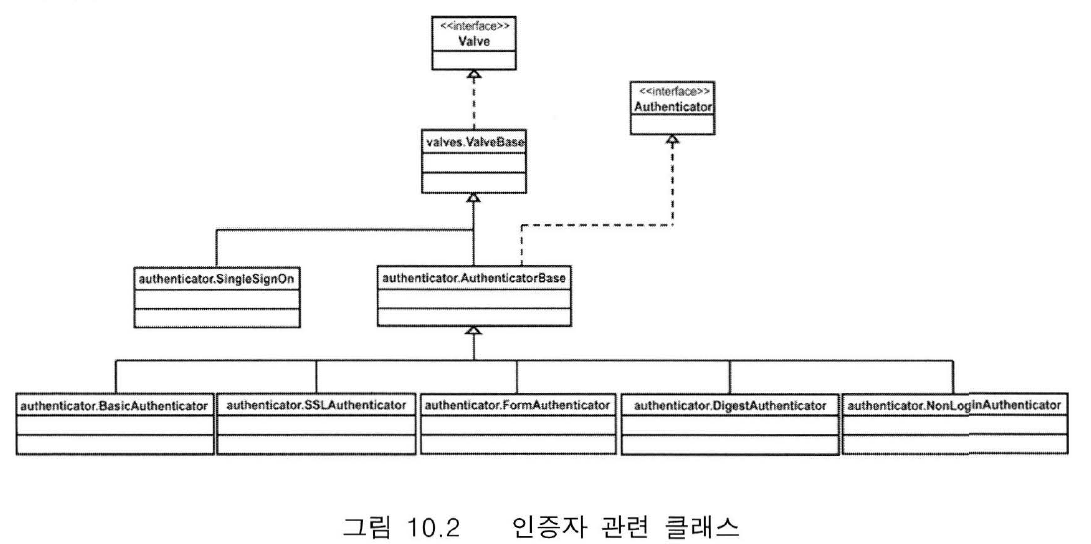 <<interface>>
Valve
<<interface>>
Authenticator
valves.ValveBase
authenticator.SingleSignOn
authenticator.AuthenticatorBase
authenticator.BasicAuthenticator
authenticator.SSLAuthenticator
authenticator.FormAuthenticator
authenticator.DigestAuthenticator
authenticator.NonLoginAuthenticator
그림 10.2 인증자 관련 클래스